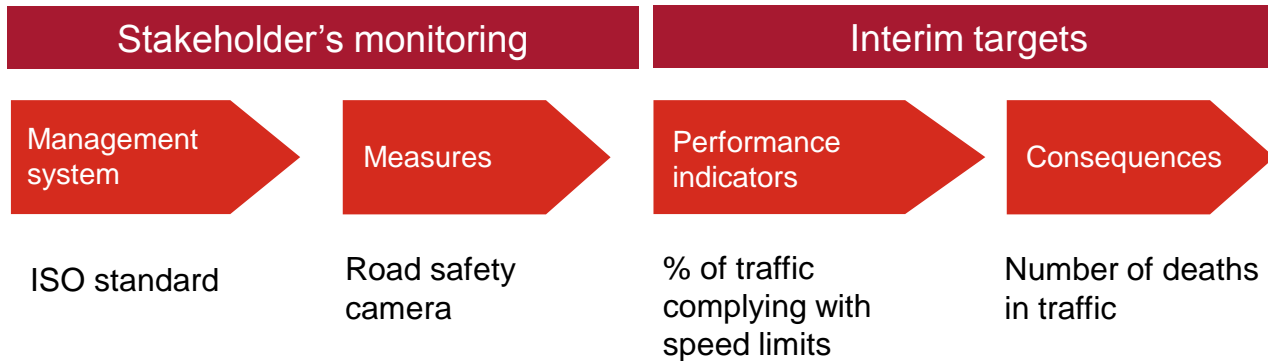 Stakeholder's monitoring
Interim targets
Management
system
Measures
Performance
indicators
Consequences
ISO standard
Road safety
camera
% of traffic
complying with
speed limits
Number of deaths
in traffic